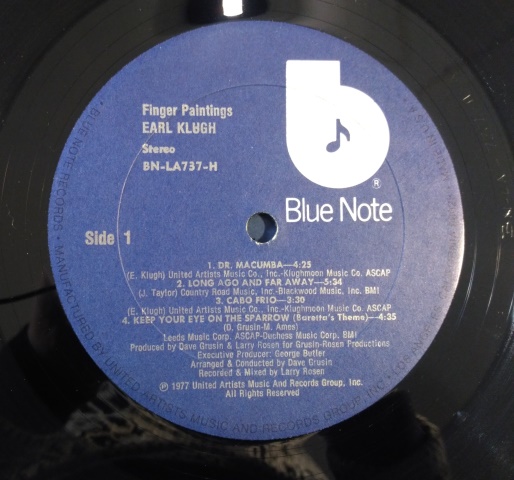 Finger Paintings
EARL KLUGH
Stereo
BN-LA737-H
®
Blue Note
Side 1
1. DR. MACUMBA—4:25
(E. Klugh) United Artists Music Co., Inc.-Klughmoon Music Co. ASCAP
2. LONG AGO AND FAR AWAY—5:34
(J. Taylor) Country Road Music, Inc.-Blackwood Music, Inc. BMI
3. CABO FRIO—3:30
(E. Klugh) United Artists Music Co., Inc.-Klughmoon Music Co. ASCAP
4. KEEP YOUR EYE ON THE SPARROW (Baretta's Theme)—4:35
(D. Grusin-M. Ames)
Leeds Music Corp. ASCAP-Duchess Music Corp. BMI
Produced by Dave Grusin & Larry Rosen for Grusin-Rosen Productions
Executive Producer: George Butler
Arranged & Conducted by Dave Grusin
Recorded & Mixed by Larry Rosen
℗ 1977 United Artists Music And Records Group, Inc.
All Rights Reserved
BLUE NOTE RECORDS • MANUFACTURED BY UNITED ARTISTS MUSIC AND RECORDS GROUP, INC.